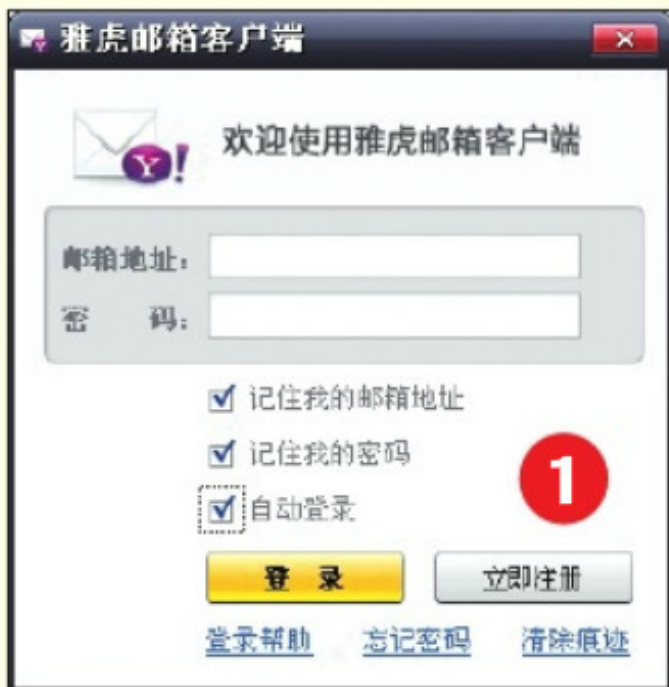 雅虎邮箱客户端
Y!
欢迎使用雅虎邮箱客户端
邮箱地址：
密 码：
记住我的邮箱地址
记住我的密码
自动登录
1
登 录 立即注册
登录帮助 忘记密码 清除痕迹